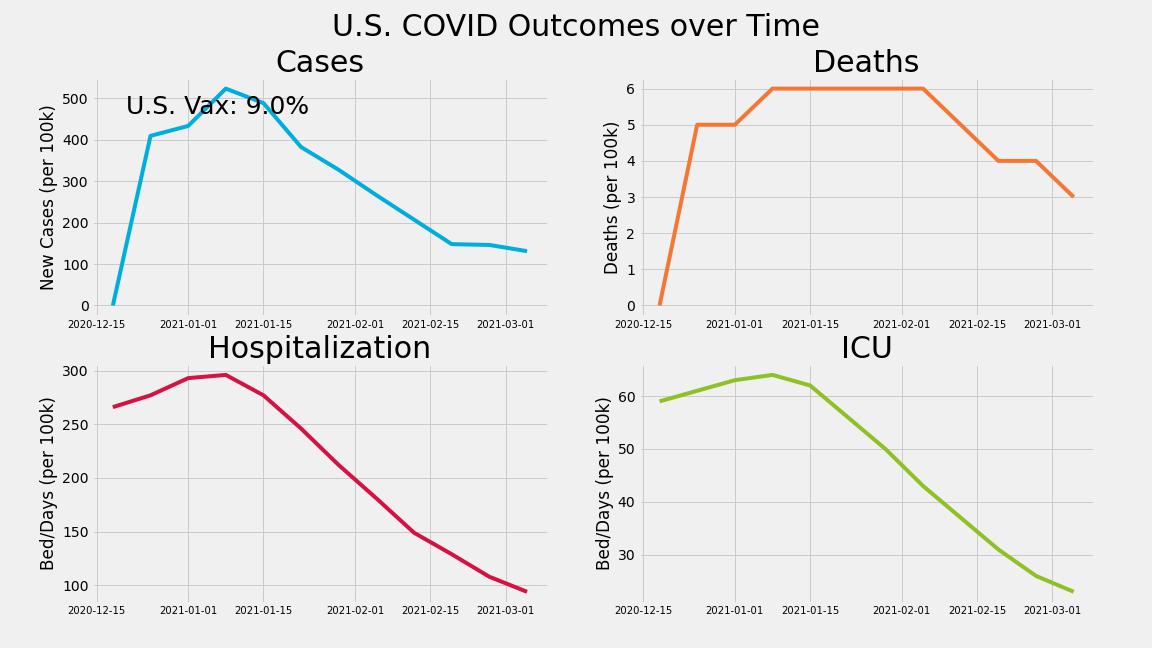 U.S. COVID Outcomes over Time
Cases
New Cases (per 100k)
500
400
300
200
100
0
U.S. Vax: 9.0%
2020-12-15 2021-01-01 2021-01-15 2021-02-01 2021-02-15 2021-03-01
Deaths
Deaths (per 100k)
6
5
4
3
2
1
0
2020-12-15 2021-01-01 2021-01-15 2021-02-01 2021-02-15 2021-03-01
Hospitalization
Bed/Days (per 100k)
300
250
200
150
100
2020-12-15 2021-01-01 2021-01-15 2021-02-01 2021-02-15 2021-03-01
ICU
Bed/Days (per 100k)
60
50
40
30
2020-12-15 2021-01-01 2021-01-15 2021-02-01 2021-02-15 2021-03-01